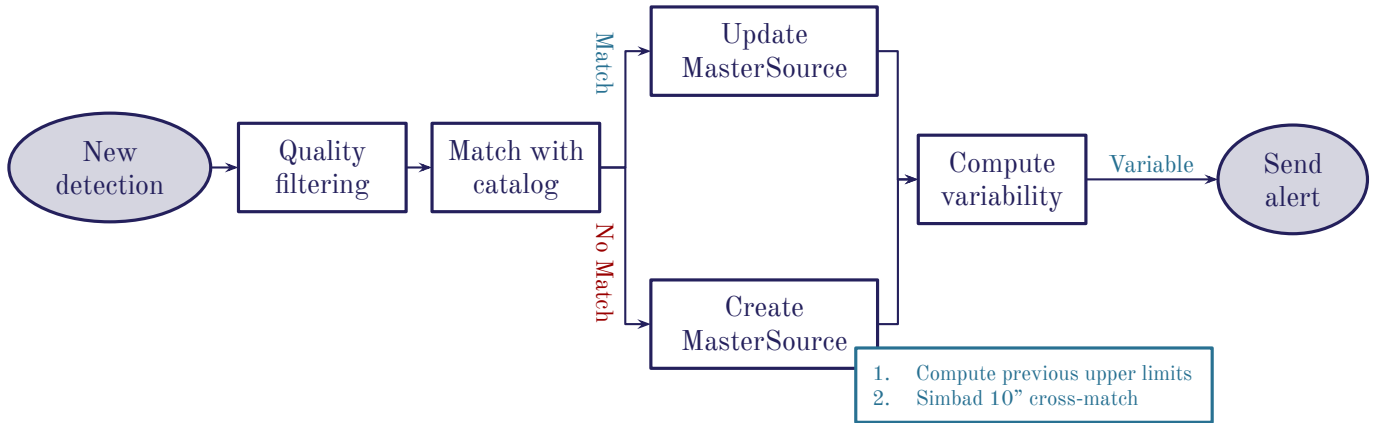 New
detection
Quality
filtering
Match with
catalog
Match
Update
MasterSource
No Match
Create
MasterSource
1. Compute previous upper limits
2. Simbad 10” cross-match
Compute
variability
Variable
Send
alert